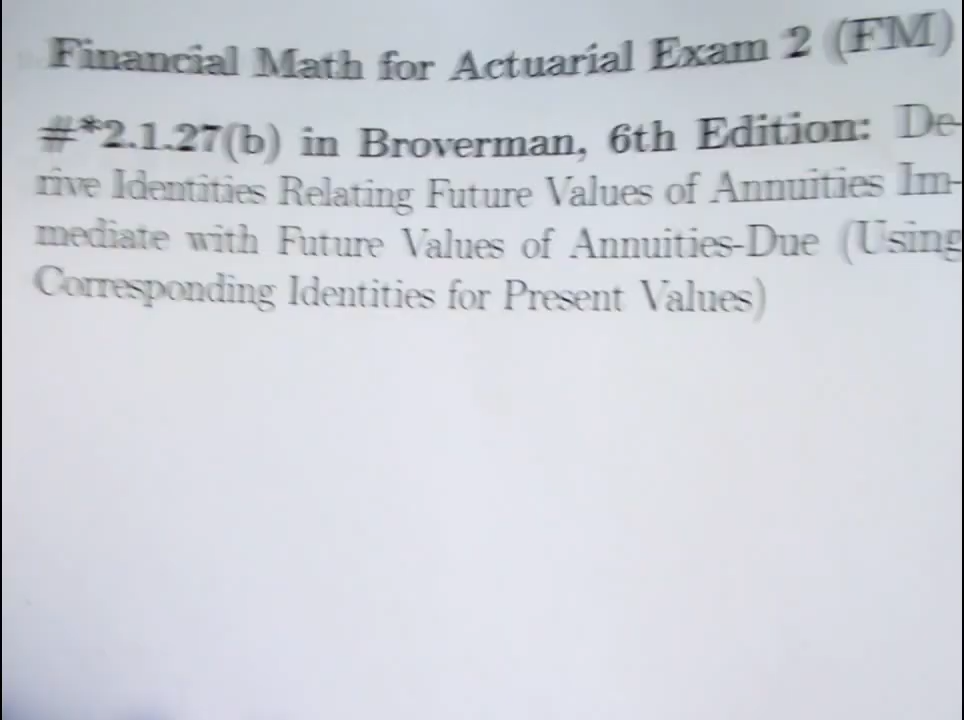 Financial Math for Actuarial Exam 2 (FM)
#*2.1.27(b) in Broverman, 6th Edition: De-
rive Identities Relating Future Values of Annuities Im-
mediate with Future Values of Annuities-Due (Using
Corresponding Identities for Present Values)